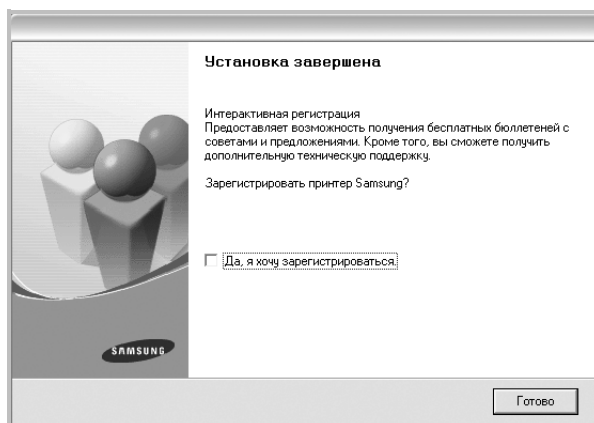 Установка завершена
Интерактивная регистрация
Предоставляет возможность получения бесплатных бюллетеней с
советами и предложениями. Кроме того, вы сможете получить
дополнительную техническую поддержку.
Зарегистрировать принтер Samsung?
Да, я хочу зарегистрироваться.
SAMSUNG
Готово